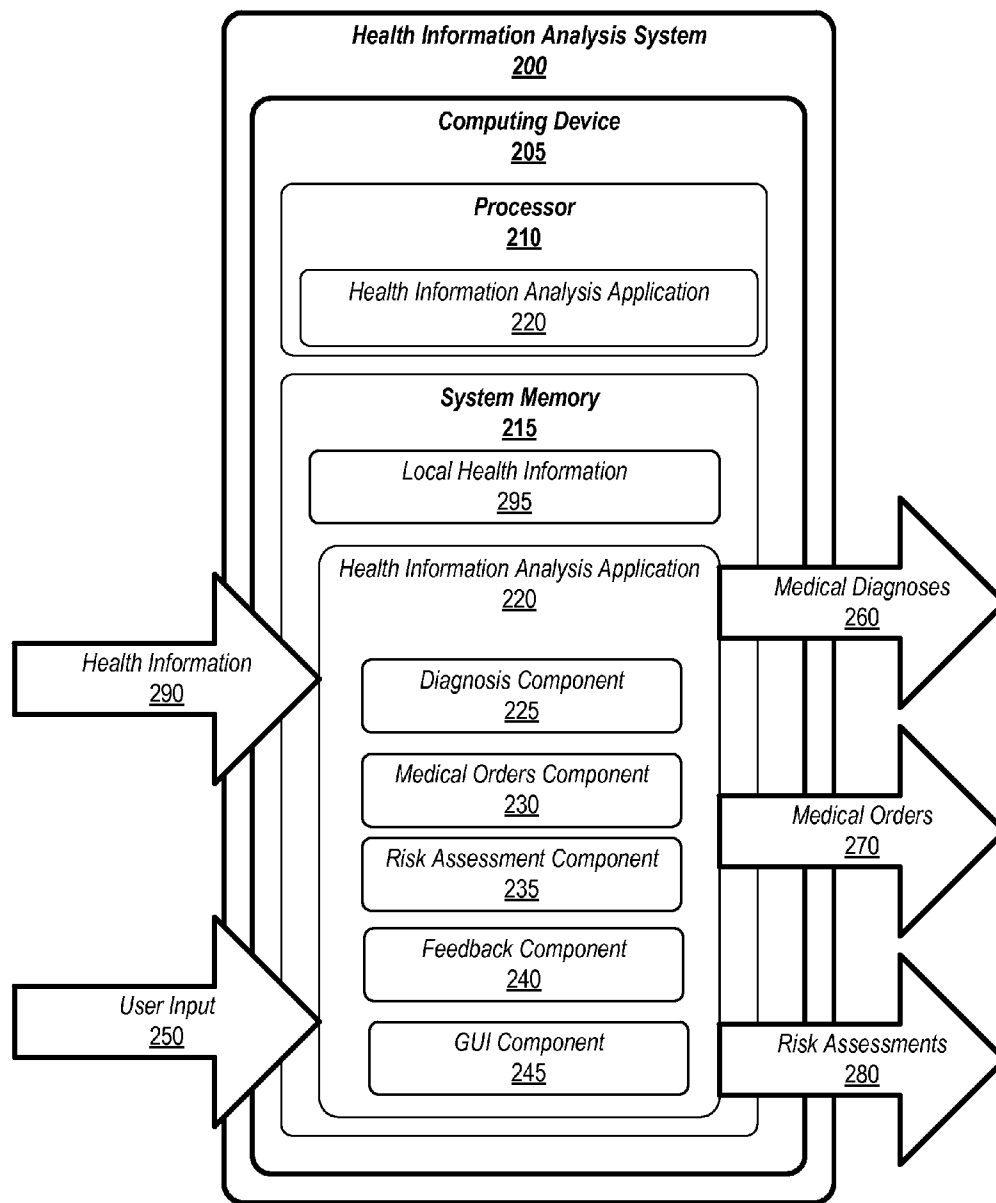 Health Information Analysis System
200
Computing Device
205
Processor
210
Health Information Analysis Application
220
System Memory
215
Local Health Information
295
Health Information Analysis Application
220
Medical Diagnoses
260
Health Information
290
Diagnosis Component
225
Medical Orders Component
230
Medical Orders
270
Risk Assessment Component
235
Feedback Component
240
User Input
250
GUI Component
245
Risk Assessments
280